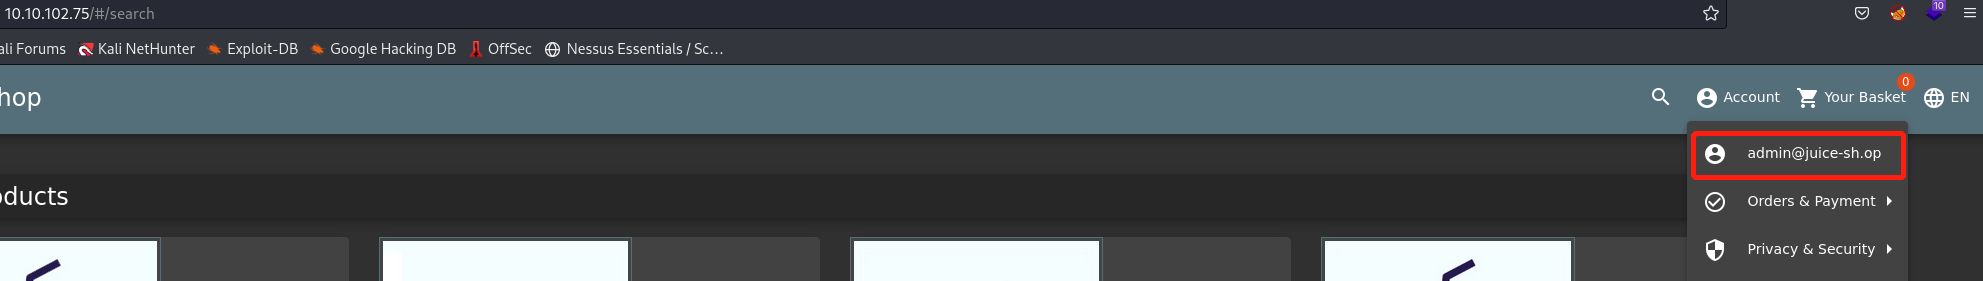 10.10.102.75/#/search
10
ali Forums Kali NetHunter Exploit-DB Google Hacking DB OffSec Nessus Essentials / Sc...
hop Account 0 Your Basket EN
admin@juice-sh.op
oducts
Orders & Payment
Privacy & Security